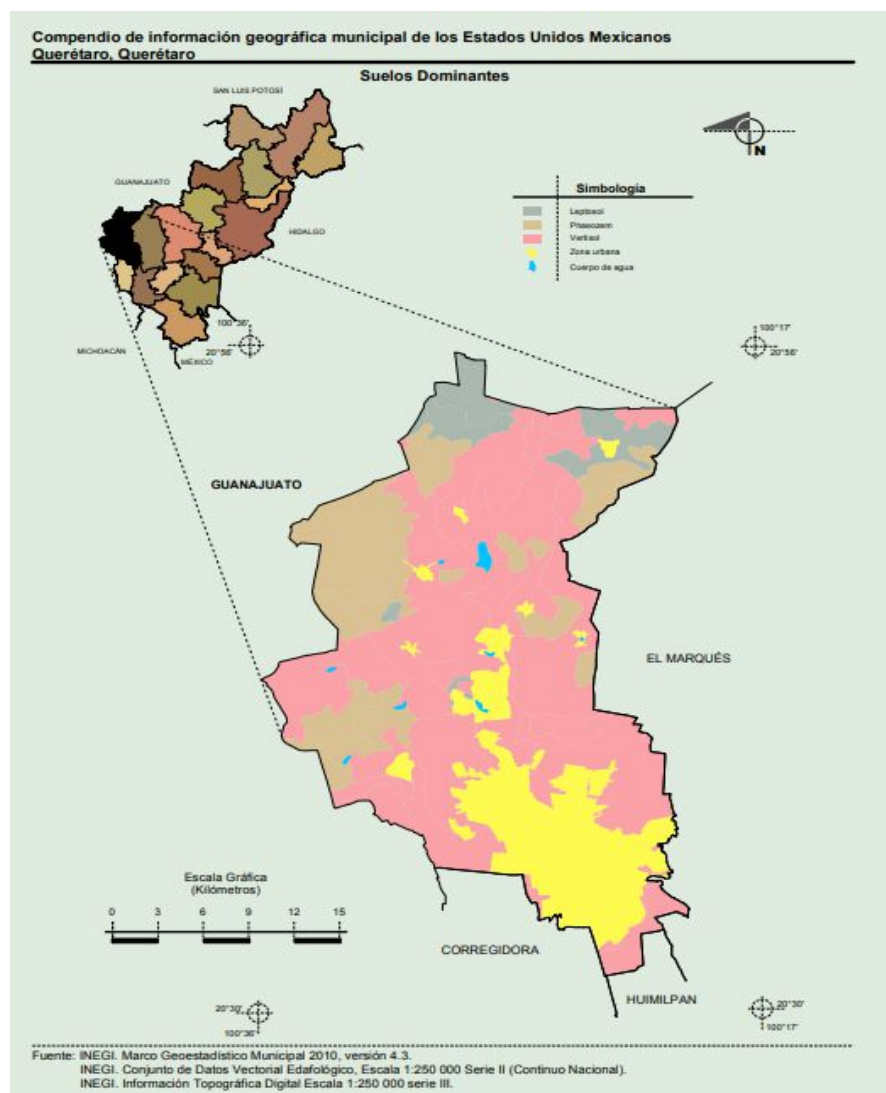 Compendio de información geográfica municipal de los Estados Unidos Mexicanos
Querétaro, Querétaro
Suelos Dominantes
SAN LUIS POTOSÍ
GUANAJUATO
HIDALGO
MICHOACÁN
MÉXICO
N
Simbología
Leptosol
Phaeozem
Vertisol
Zona urbana
Cuerpo de agua
100°36'
20°56'
100°17'
20°56'
GUANAJUATO
EL MARQUÉS
Escala Gráfica
(Kilómetros)
0 3 6 9 12 15
CORREGIDORA
HUIMILPAN
20°30'
100°36'
20°30'
100°17'
Fuente: INEGI. Marco Geoestadístico Municipal 2010, versión 4.3.
INEGI. Conjunto de Datos Vectorial Edafológico, Escala 1:250 000 Serie II (Continuo Nacional).
INEGI. Información Topográfica Digital Escala 1:250 000 serie III.